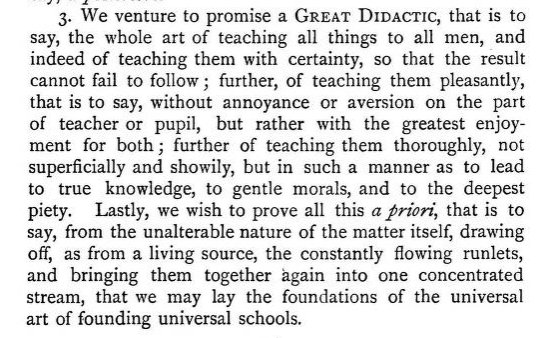 3. We venture to promise a GREAT DIDACTIC, that is to
say, the whole art of teaching all things to all men, and
indeed of teaching them with certainty, so that the result
cannot fail to follow; further, of teaching them pleasantly,
that is to say, without annoyance or aversion on the part
of teacher or pupil, but rather with the greatest enjoy-
ment for both; further of teaching them thoroughly, not
superficially and showily, but in such a manner as to lead
to true knowledge, to gentle morals, and to the deepest
piety. Lastly, we wish to prove all this a priori, that is to
say, from the unalterable nature of the matter itself, drawing
off, as from a living source, the constantly flowing runlets,
and bringing them together again into one concentrated
stream, that we may lay the foundations of the universal
art of founding universal schools.